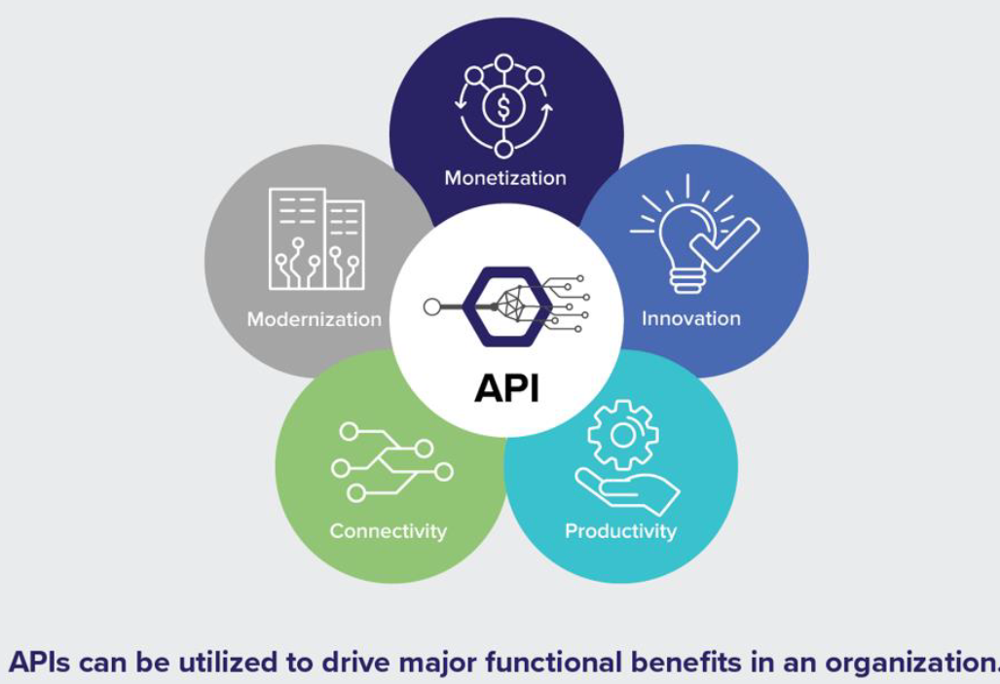 Monetization
Modernization
Innovation
API
Connectivity
Productivity
APIs can be utilized to drive major functional benefits in an organization.